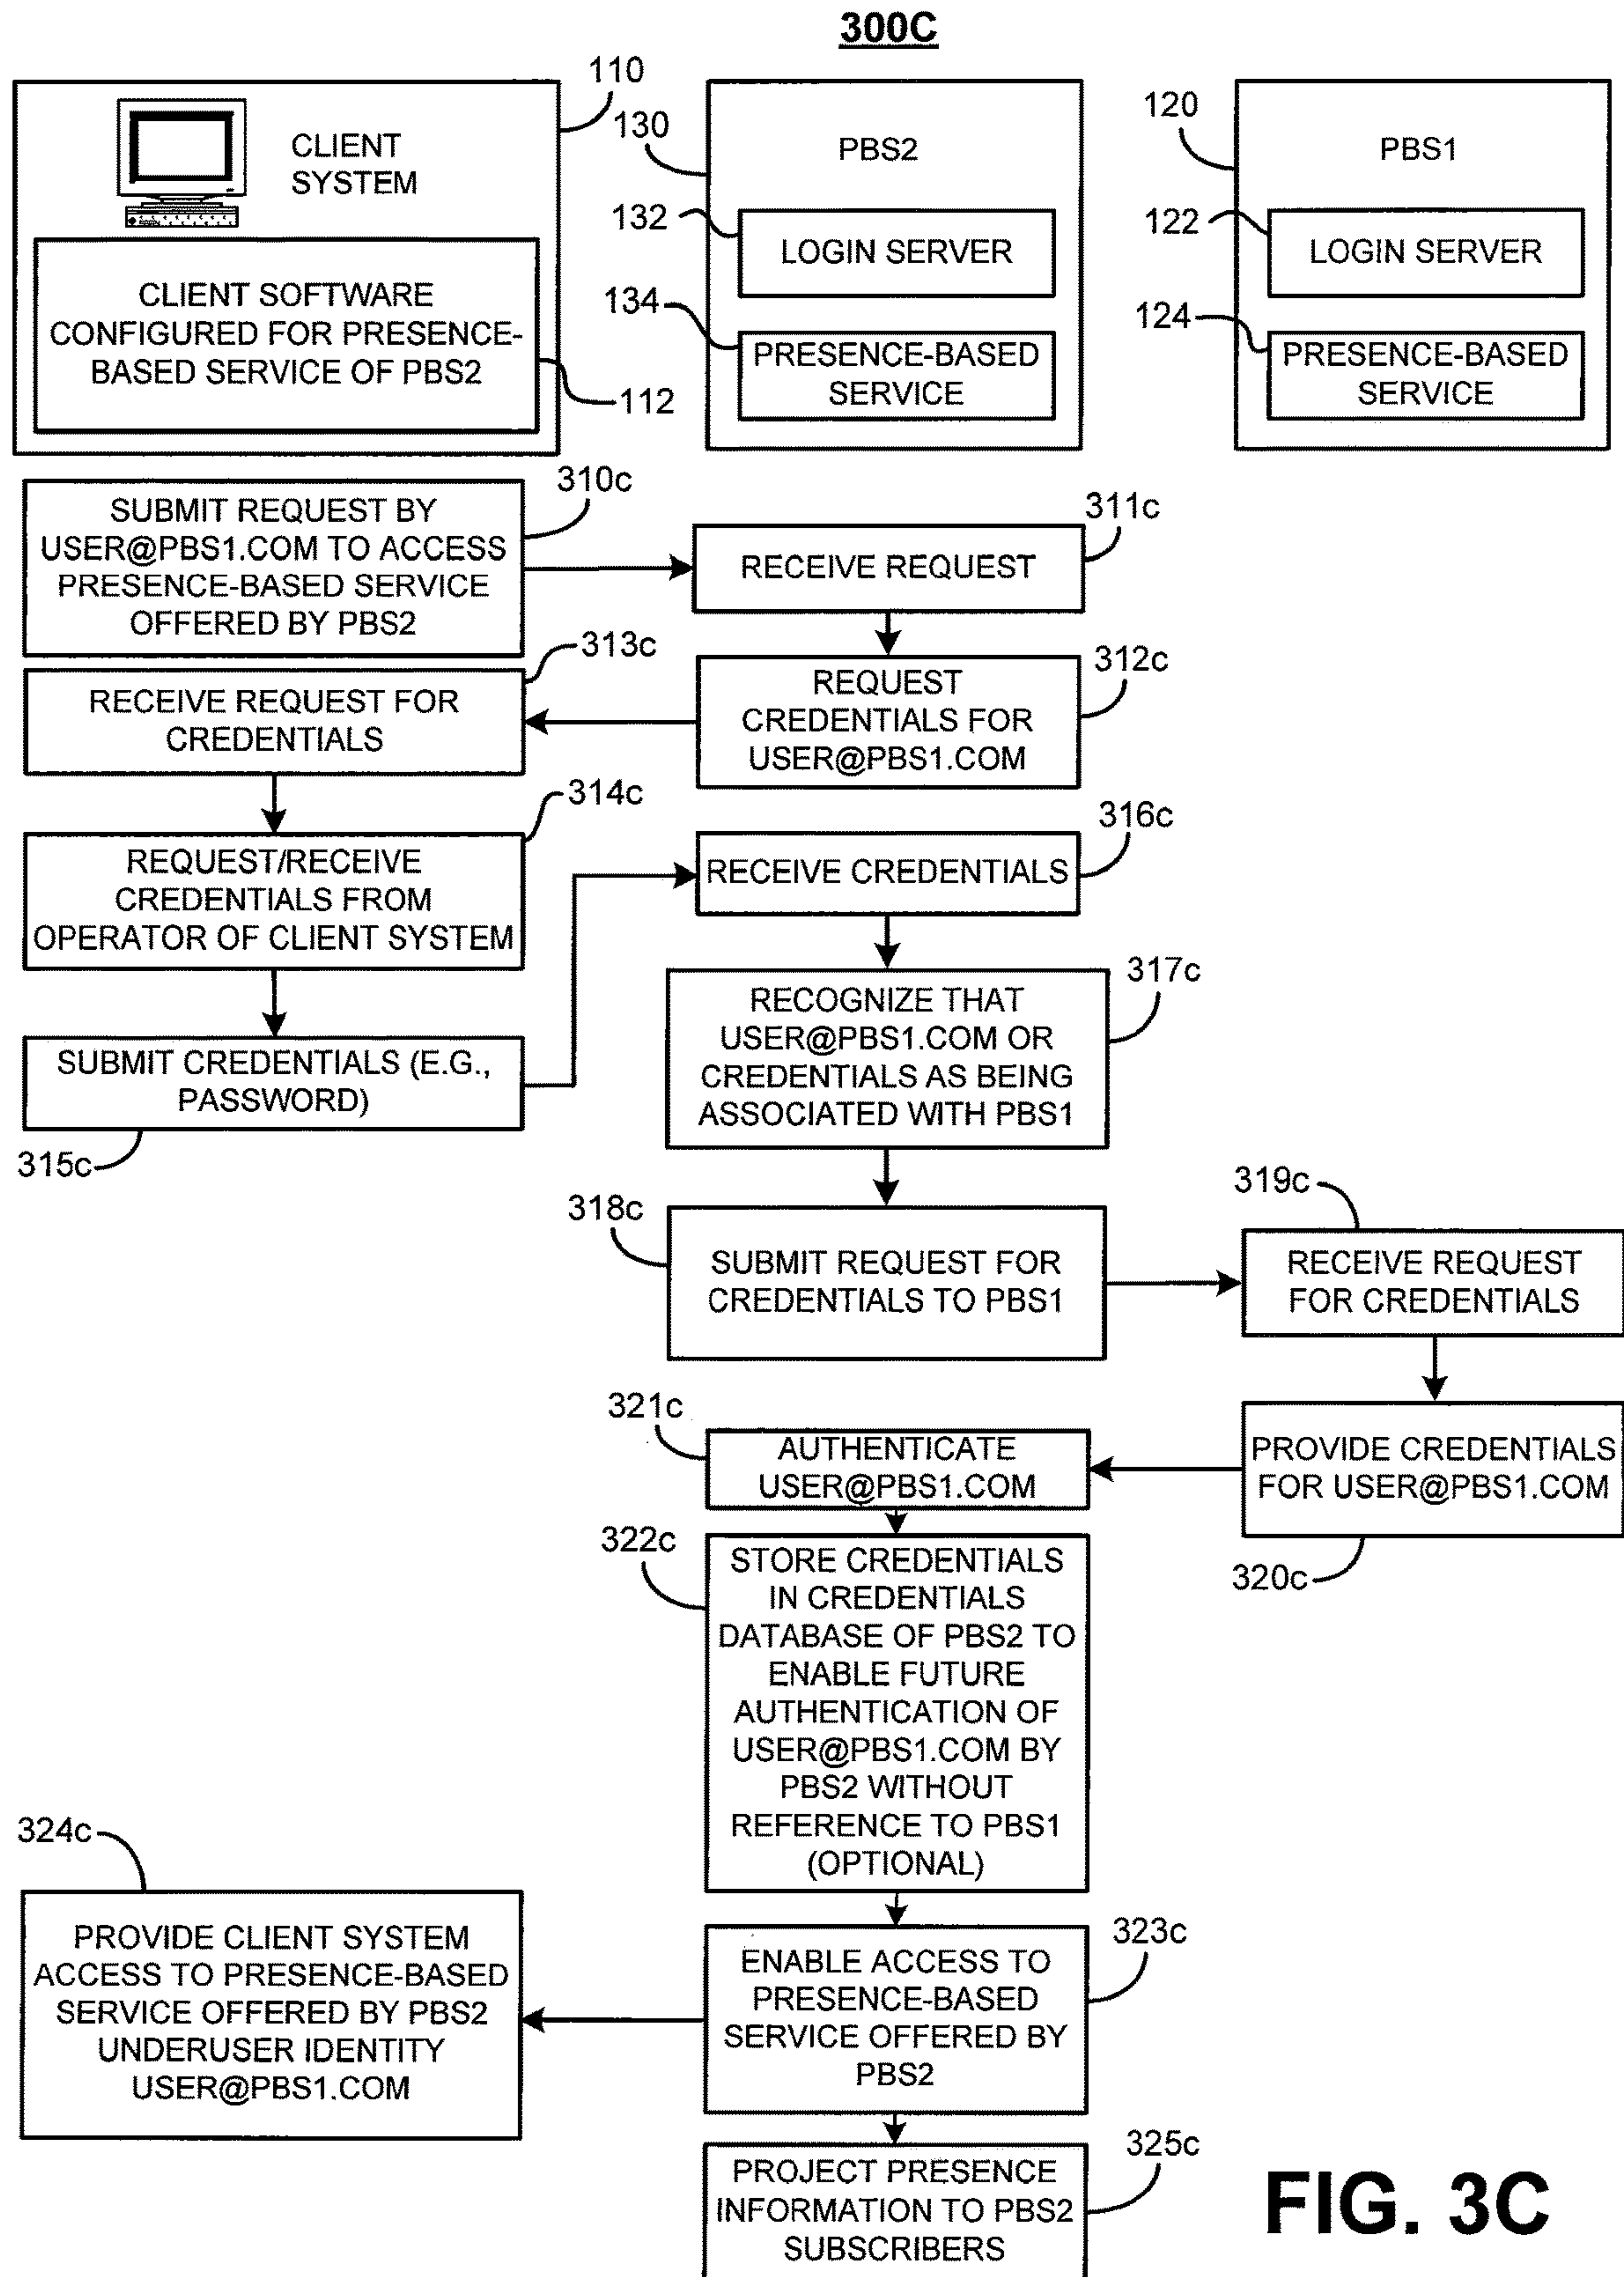 300C
110
CLIENT
SYSTEM
CLIENT SOFTWARE
CONFIGURED FOR PRESENCE-
BASED SERVICE OF PBS2
112
130
PBS2
132
LOGIN SERVER
134
PRESENCE-BASED
SERVICE
120
PBS1
122
LOGIN SERVER
124
PRESENCE-BASED
SERVICE
310c
SUBMIT REQUEST BY
USER@PBS1.COM TO ACCESS
PRESENCE-BASED SERVICE
OFFERED BY PBS2
311c
RECEIVE REQUEST
312c
REQUEST
CREDENTIALS FOR
USER@PBS1.COM
313c
RECEIVE REQUEST FOR
CREDENTIALS
314c
REQUEST/RECEIVE
CREDENTIALS FROM
OPERATOR OF CLIENT SYSTEM
SUBMIT CREDENTIALS (E.G.,
PASSWORD)
315c
316c
RECEIVE CREDENTIALS
317c
RECOGNIZE THAT
USER@PBS1.COM OR
CREDENTIALS AS BEING
ASSOCIATED WITH PBS1
318c
SUBMIT REQUEST FOR
CREDENTIALS TO PBS1
319c
RECEIVE REQUEST
FOR CREDENTIALS
PROVIDE CREDENTIALS
FOR USER@PBS1.COM
320c
321c
AUTHENTICATE
USER@PBS1.COM
322c
STORE CREDENTIALS
IN CREDENTIALS
DATABASE OF PBS2 TO
ENABLE FUTURE
AUTHENTICATION OF
USER@PBS1.COM BY
PBS2 WITHOUT
REFERENCE TO PBS1
(OPTIONAL)
323c
ENABLE ACCESS TO
PRESENCE-BASED
SERVICE OFFERED BY
PBS2
324c
PROVIDE CLIENT SYSTEM
ACCESS TO PRESENCE-BASED
SERVICE OFFERED BY PBS2
UNDERUSER IDENTITY
USER@PBS1.COM
325c
PROJECT PRESENCE
INFORMATION TO PBS2
SUBSCRIBERS
FIG. 3C